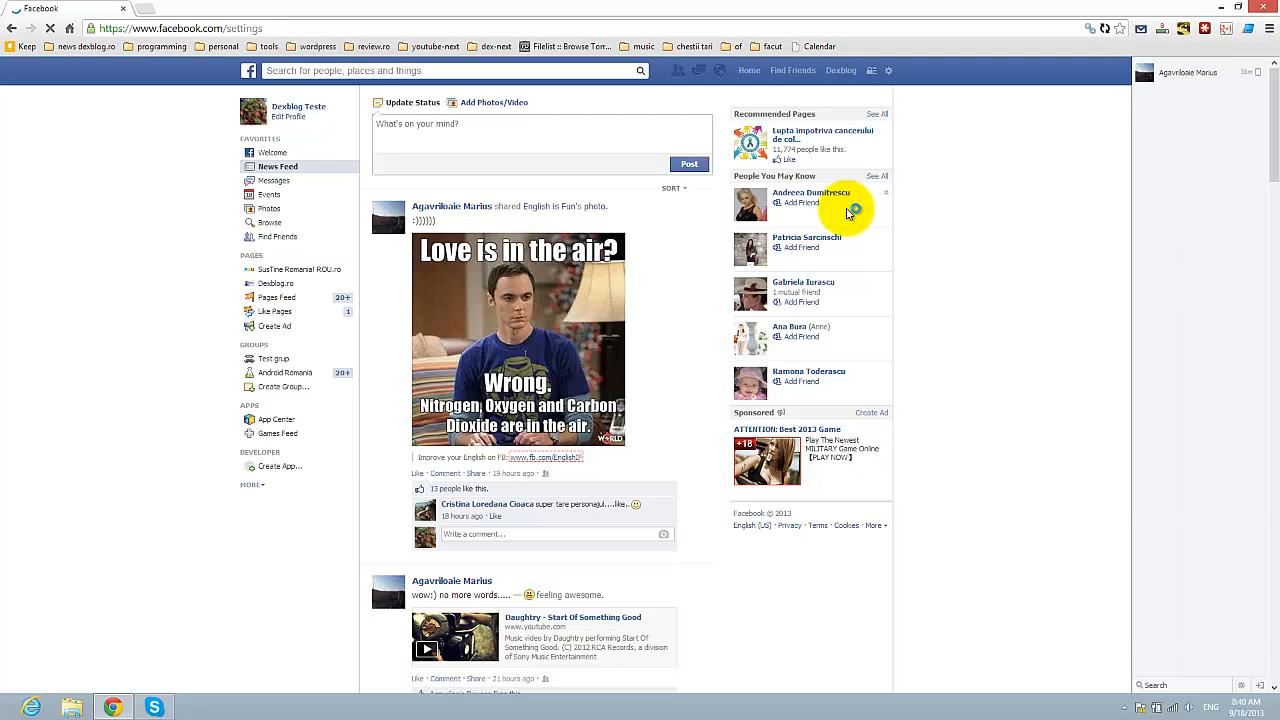 Facebook
https://www.facebook.com/settings
Keep
news dexblog.ro
programming
personal
tools
wordpress
review.ro
youtube-next
dex-next
Filelist :: Browse Torr...
music
chestii tari
of
facut
Calendar
Search for people, places and things
Home
Find Friends
Dexblog
Dexblog Teste
Edit Profile
FAVORITES
Welcome
News Feed
Messages
Events
Photos
Browse
Find Friends
PAGES
SusTine Romania! ROU.ro
Dexblog.ro
Pages Feed 20+
Like Pages 1
Create Ad
GROUPS
Test grup
Android Romania 20+
Create Group...
APPS
App Center
Games Feed
DEVELOPER
Create App...
MORE
Update Status
Add Photos/Video
What's on your mind?
Post
SORT
Agavriloaie Marius shared English is Fun's photo.
:))))))
Love is in the air?
Wrong.
Nitrogen, Oxygen and Carbon
Dioxide are in the air.
W RLD
Improve your English on FB: www.fb.com/EnglishIF
Like · Comment · Share · 19 hours ago
13 people like this.
Cristina Loredana Cioaca super tare personajul....like..
18 hours ago · Like
Write a comment...
Agavriloaie Marius
wow:) no more words..... — feeling awesome.
Daughtry - Start Of Something Good
www.youtube.com
Music video by Daughtry performing Start Of
Something Good. (C) 2012 RCA Records, a division
of Sony Music Entertainment
Like · Comment · Share · 21 hours ago
Recommended Pages
See All
Lupta impotriva cancerului
de col...
11,774 people like this.
Like
People You May Know
See All
Andreea Dumitrescu
Add Friend
Patricia Sarcinschi
Add Friend
Gabriela Iurascu
1 mutual friend
Add Friend
Ana Bura (Anne)
Add Friend
Ramona Toderascu
Add Friend
Sponsored
Create Ad
ATTENTION: Best 2013 Game
+18
Play The Newest
MILITARY Game Online
【PLAY NOW】
Facebook © 2013
English (US) · Privacy · Terms · Cookies · More
Agavriloaie Marius
31m
Search
ENG
8:40 AM
9/18/2013